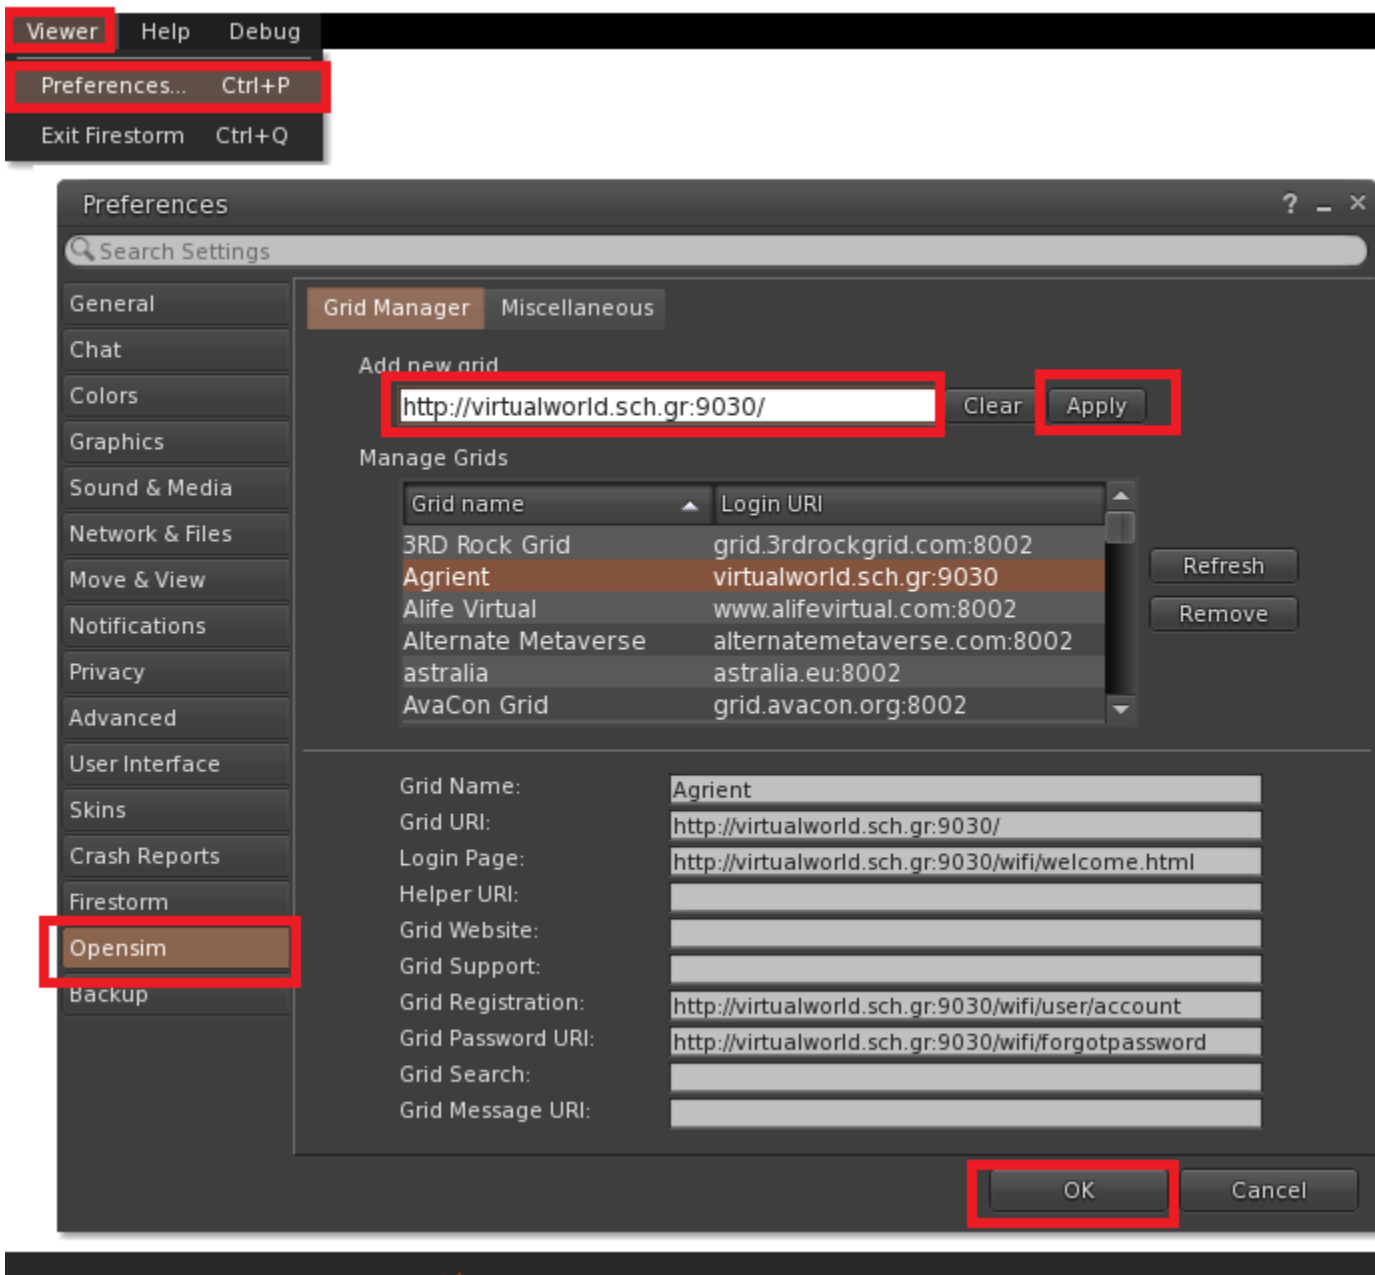 Viewer Help Debug
Preferences... Ctrl+P
Exit Firestorm Ctrl+Q
Preferences ? _ ×
Search Settings
General
Chat
Colors
Graphics
Sound & Media
Network & Files
Move & View
Notifications
Privacy
Advanced
User Interface
Skins
Crash Reports
Firestorm
Opensim
Backup
Grid Manager Miscellaneous
Add new grid
http://virtualworld.sch.gr:9030/ Clear Apply
Manage Grids
Grid name Login URI
3RD Rock Grid grid.3rdrockgrid.com:8002
Agrient virtualworld.sch.gr:9030
Alife Virtual www.alifevirtual.com:8002
Alternate Metaverse alternatemetaverse.com:8002
astralia astralia.eu:8002
AvaCon Grid grid.avacon.org:8002
Refresh
Remove
Grid Name: Agrient
Grid URI: http://virtualworld.sch.gr:9030/
Login Page: http://virtualworld.sch.gr:9030/wifi/welcome.html
Helper URI:
Grid Website:
Grid Support:
Grid Registration: http://virtualworld.sch.gr:9030/wifi/user/account
Grid Password URI: http://virtualworld.sch.gr:9030/wifi/forgotpassword
Grid Search:
Grid Message URI:
OK Cancel